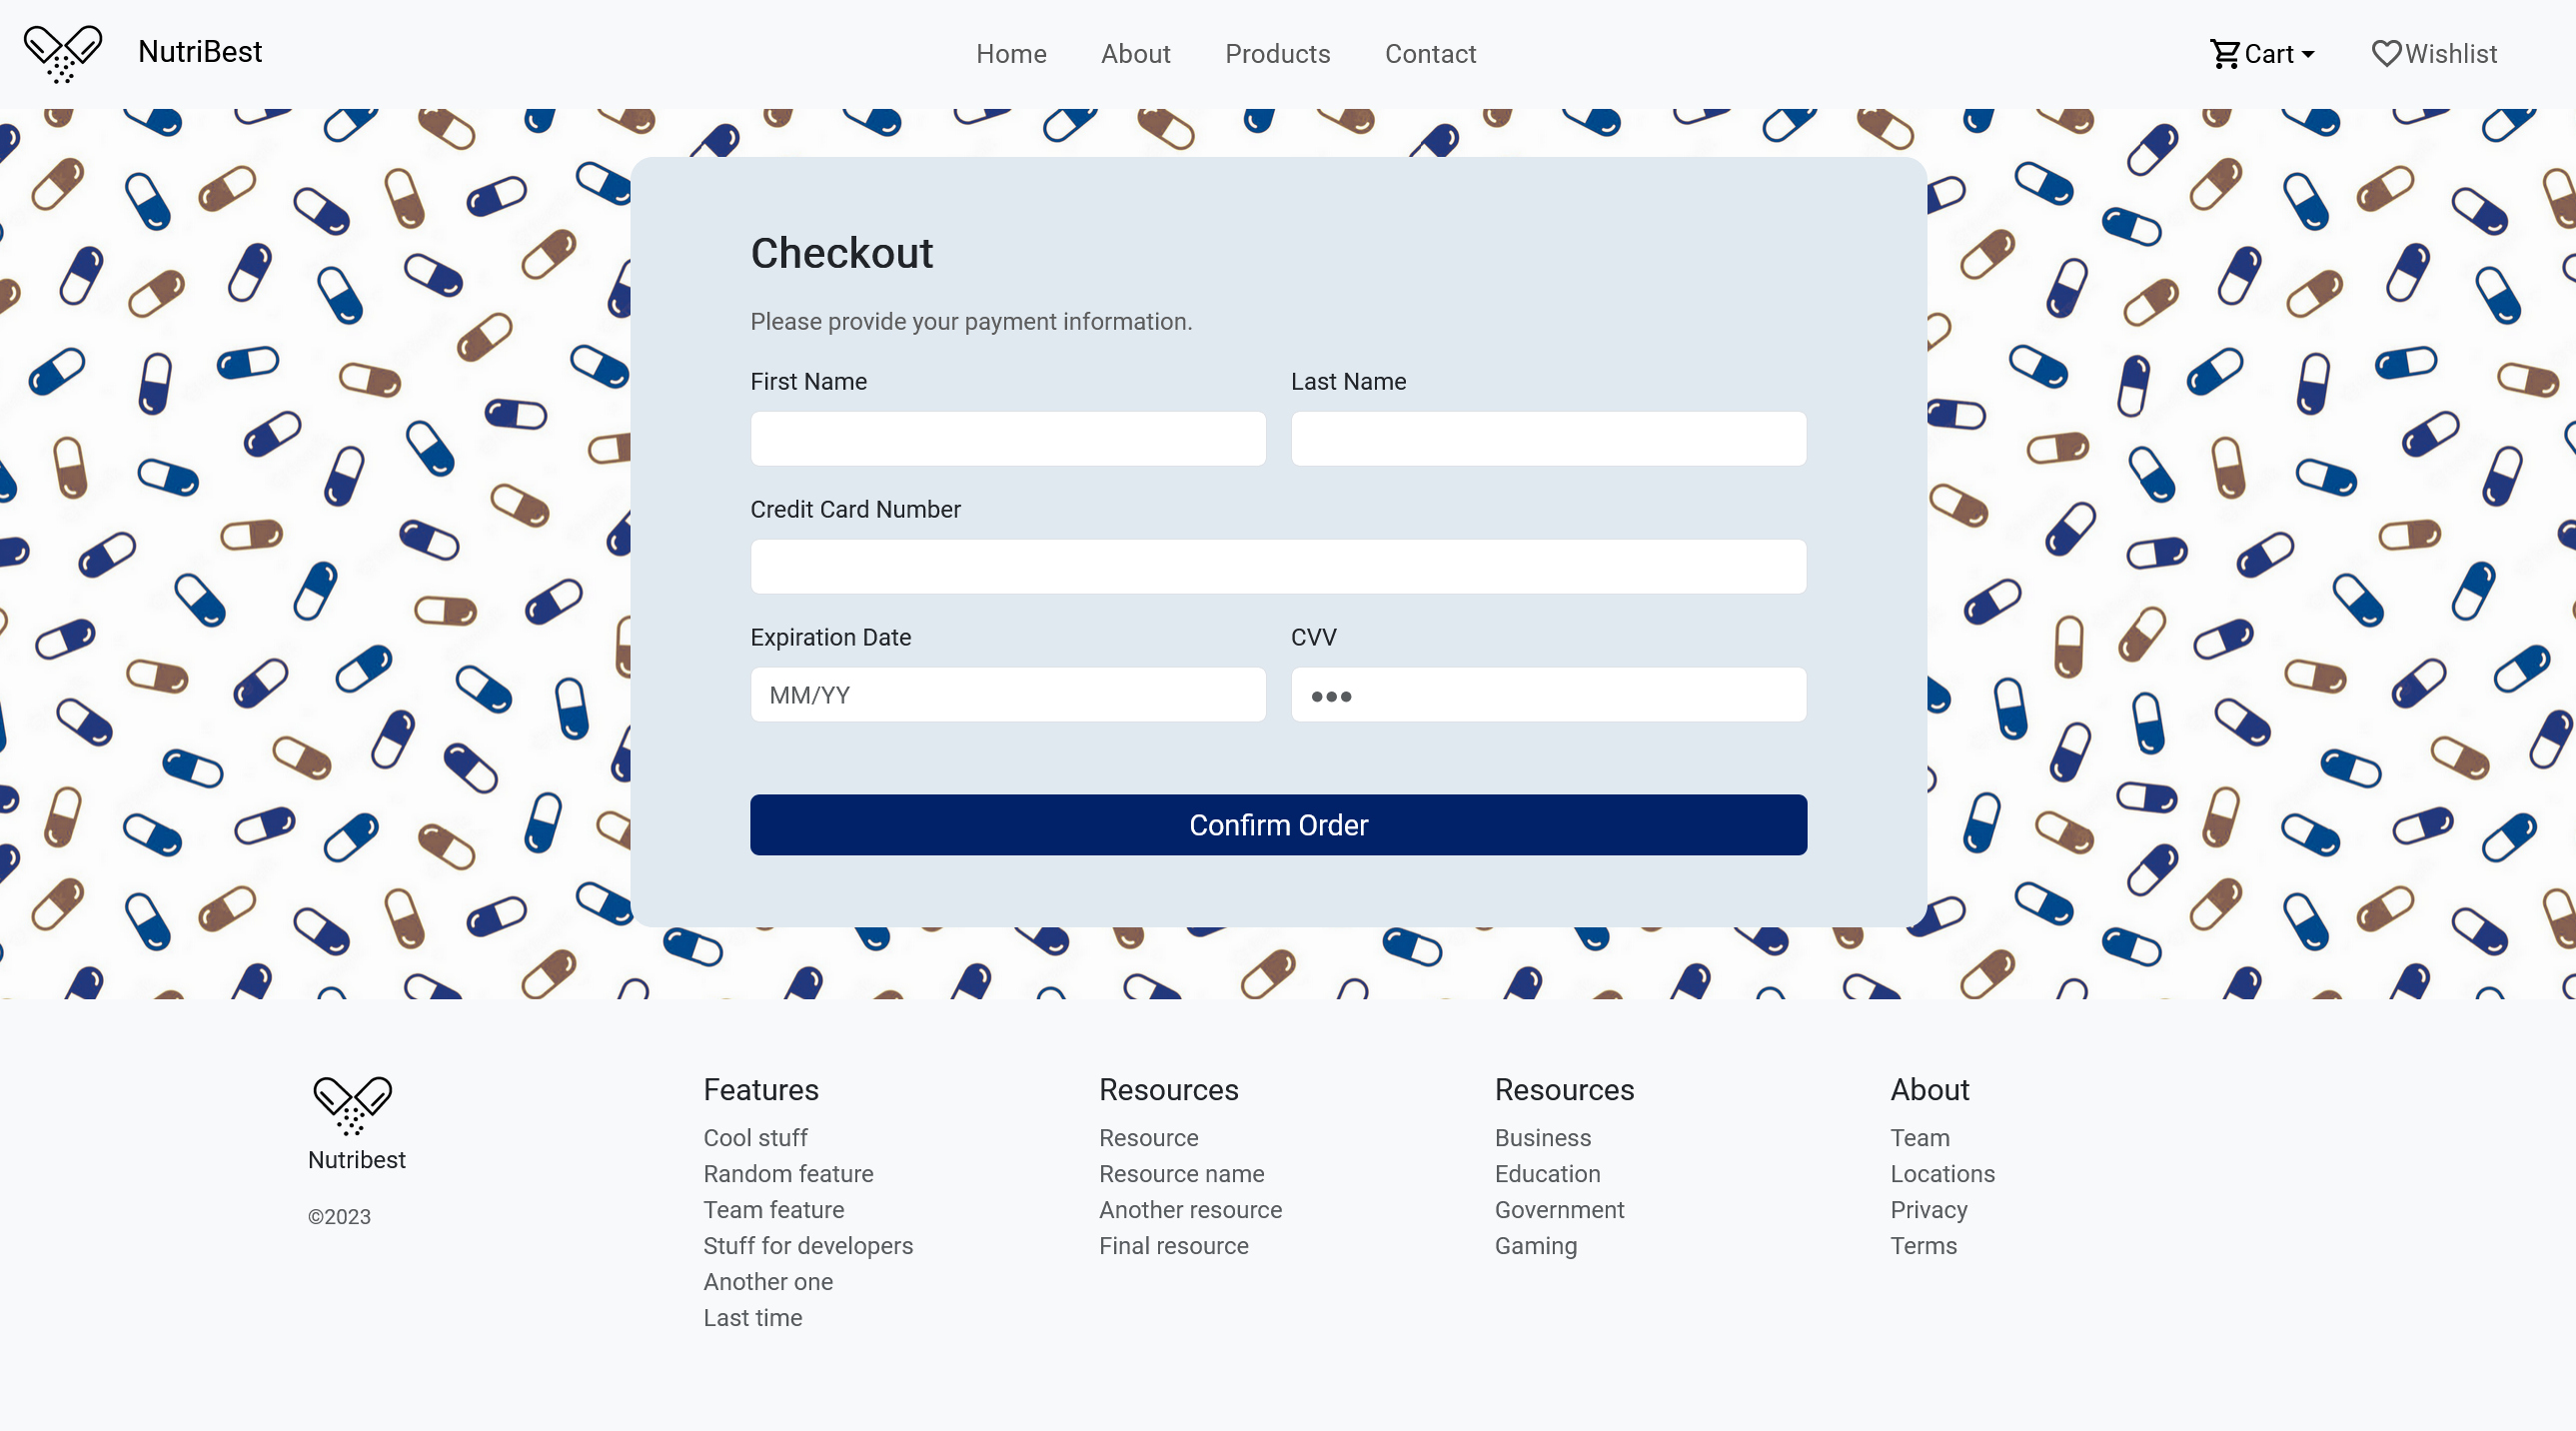 NutriBest
Home About Products Contact
Cart Wishlist
Checkout
Please provide your payment information.
First Name Last Name
Credit Card Number
Expiration Date CVV
MM/YY ●●●
Confirm Order
Nutribest
©2023
Features
Cool stuff
Random feature
Team feature
Stuff for developers
Another one
Last time
Resources
Resource
Resource name
Another resource
Final resource
Resources
Business
Education
Government
Gaming
About
Team
Locations
Privacy
Terms